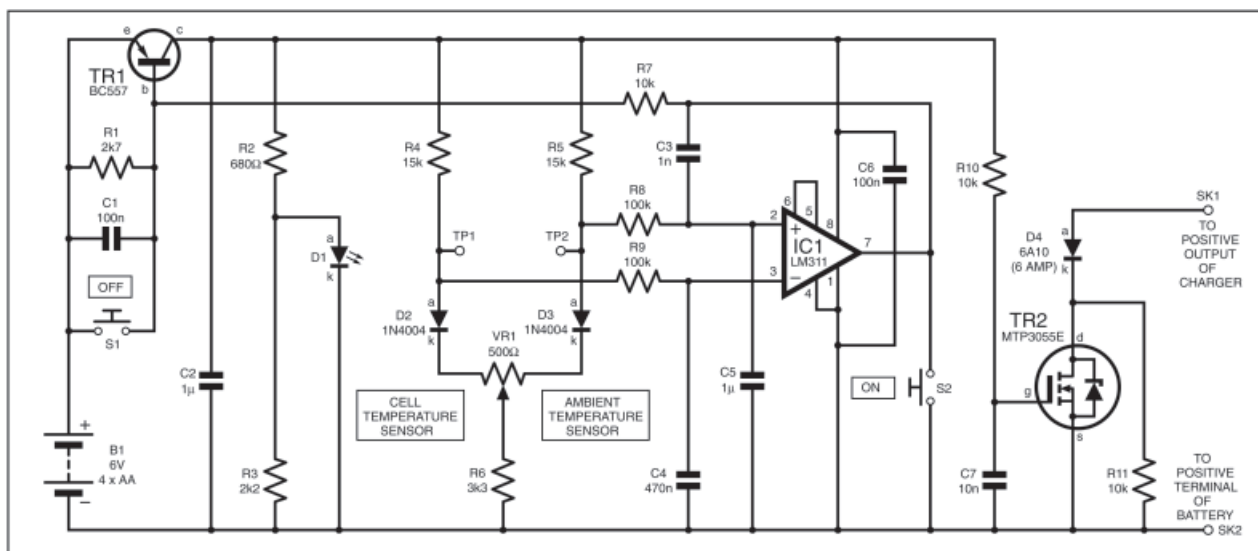 e
c
b
TR1
BC557
R1
2k7
C1
100n
OFF
S1
+
B1
6V
4 x AA
−
C2
1µ
R2
680Ω
a
D1
k
R3
2k2
R4
15k
R5
15k
TP1
TP2
a
D2
1N4004
k
a
D3
1N4004
k
VR1
500Ω
CELL
TEMPERATURE
SENSOR
AMBIENT
TEMPERATURE
SENSOR
R6
3k3
R7
10k
C3
1n
R8
100k
R9
100k
C4
470n
C5
1µ
6
5
8
2
+
IC1
LM311
7
3
−
4
1
C6
100n
ON
S2
R10
10k
C7
10n
SK1
TO
POSITIVE
OUTPUT
OF
CHARGER
a
D4
6A10
(6 AMP)
k
TR2
MTP3055E
d
g
s
R11
10k
TO
POSITIVE
TERMINAL
OF
BATTERY
SK2